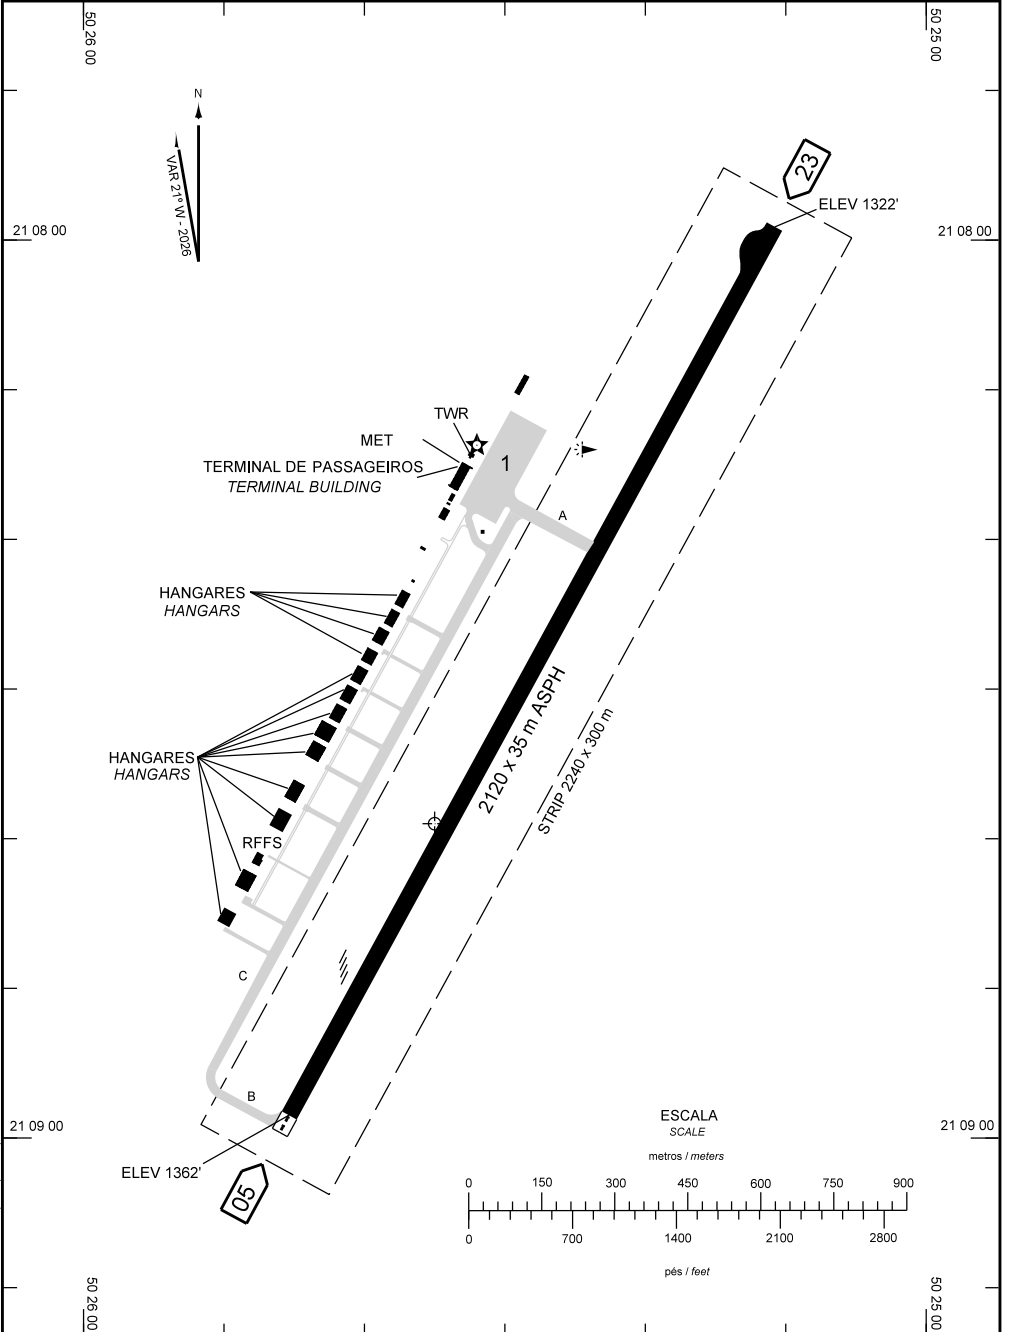 50 26 00
50 25 00
N
VAR 21° W - 2026
23
ELEV 1322'
21 08 00
21 08 00
TWR
MET
TERMINAL DE PASSAGEIROS
TERMINAL BUILDING
1
A
HANGARES
HANGARS
2120 x 35 m ASPH
STRIP 2240 x 300 m
HANGARES
HANGARS
RFFS
C
B
21 09 00
21 09 00
ELEV 1362'
05
ESCALA
SCALE
metros / meters
0 150 300 450 600 750 900
0 700 1400 2100 2800
pés / feet
50 26 00
50 25 00